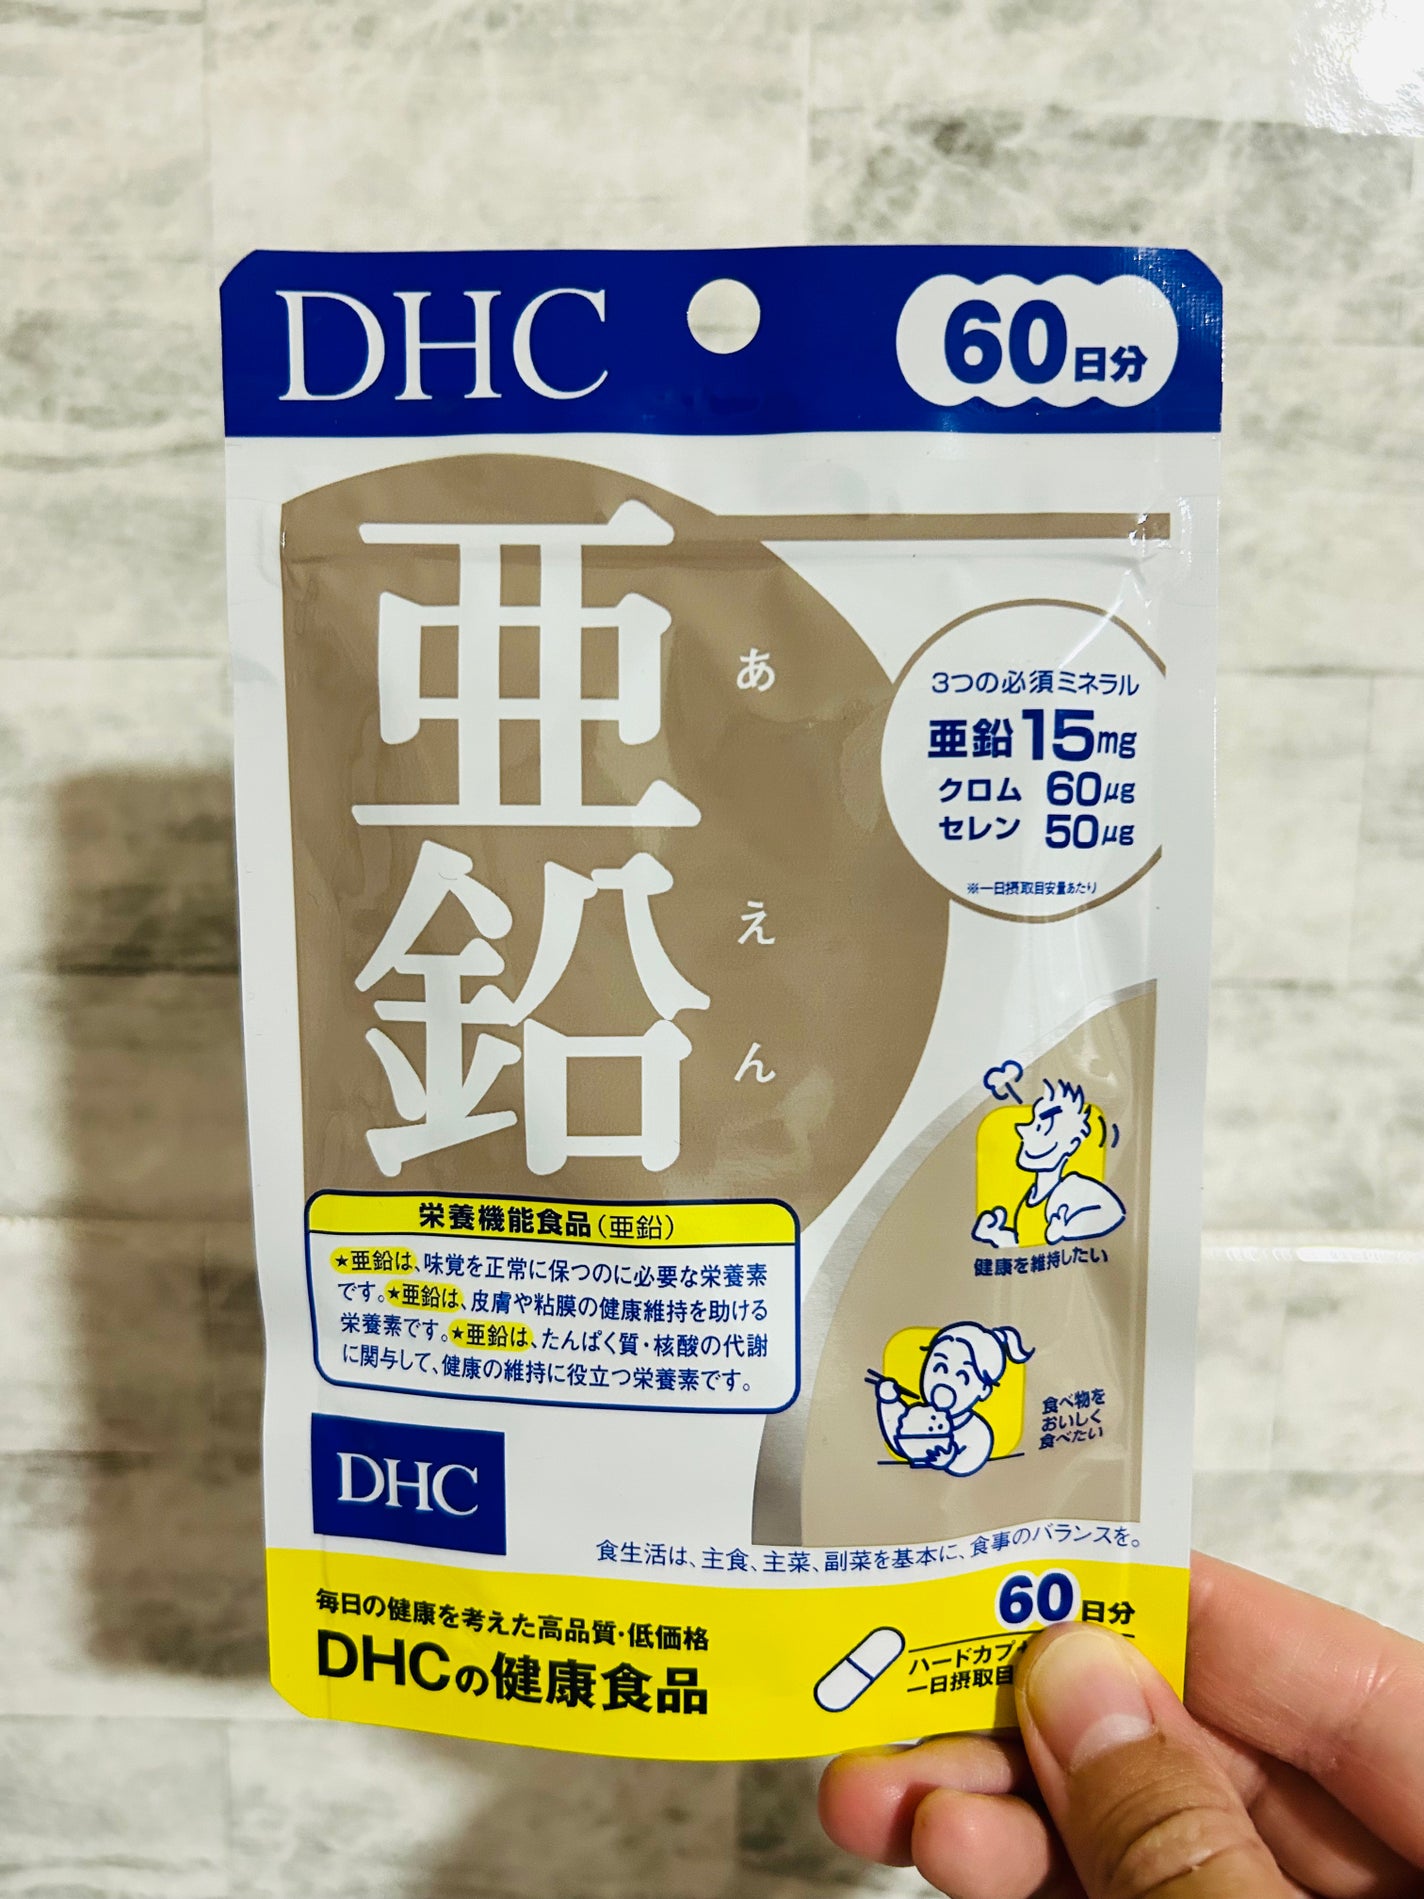 DHC
60日分
亜鉛
あえん
3つの必須ミネラル
亜鉛15mg
クロム 60μg
セレン 50μg
※一日摂取目安量あたり
健康を維持したい
栄養機能食品(亜鉛)
★亜鉛は、味覚を正常に保つのに必要な栄養素
です。★亜鉛は、皮膚や粘膜の健康維持を助ける
栄養素です。★亜鉛は、たんぱく質・核酸の代謝
に関与して、健康の維持に役立つ栄養素です。
食べ物を
おいしく
食べたい
DHC
食生活は、主食、主菜、副菜を基本に、食事のバランスを。
毎日の健康を考えた高品質・低価格
DHCの健康食品
60日分
ハードカプ
一日摂取目